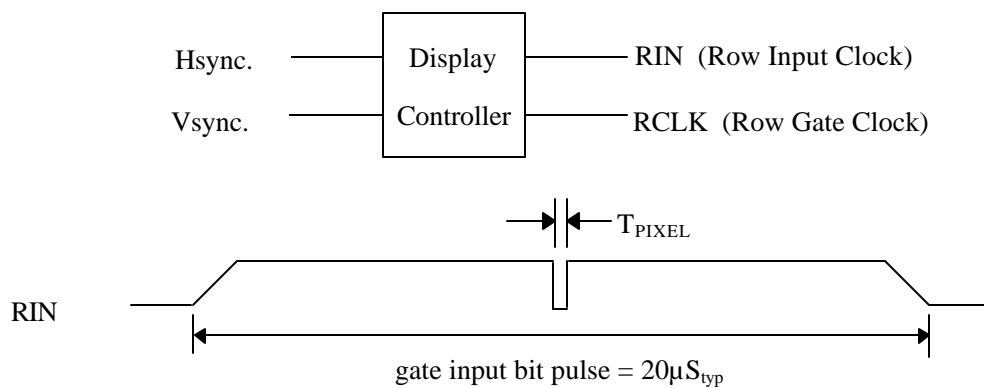 Hsync.
Display
RIN (Row Input Clock)
Vsync.
Controller
RCLK (Row Gate Clock)
TPIXEL
RIN
gate input bit pulse = 20µStyp